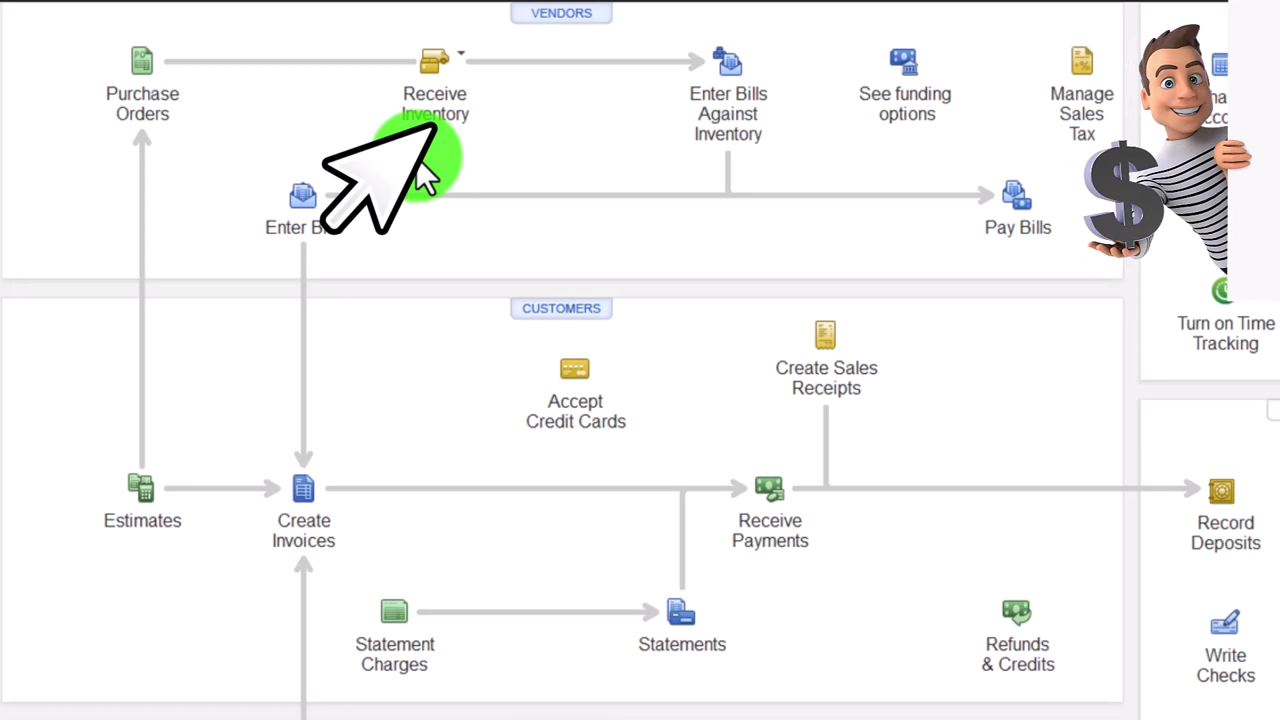 VENDORS
Purchase
Orders
Receive
Inventory
Enter Bills
Against
Inventory
See funding
options
Manage
Sales
Tax
Enter
Pay Bills
CUSTOMERS
Turn on Time
Tracking
Create Sales
Receipts
Accept
Credit Cards
Estimates
Create
Invoices
Receive
Payments
Record
Deposits
Statement
Charges
Statements
Refunds
& Credits
Write
Checks
$